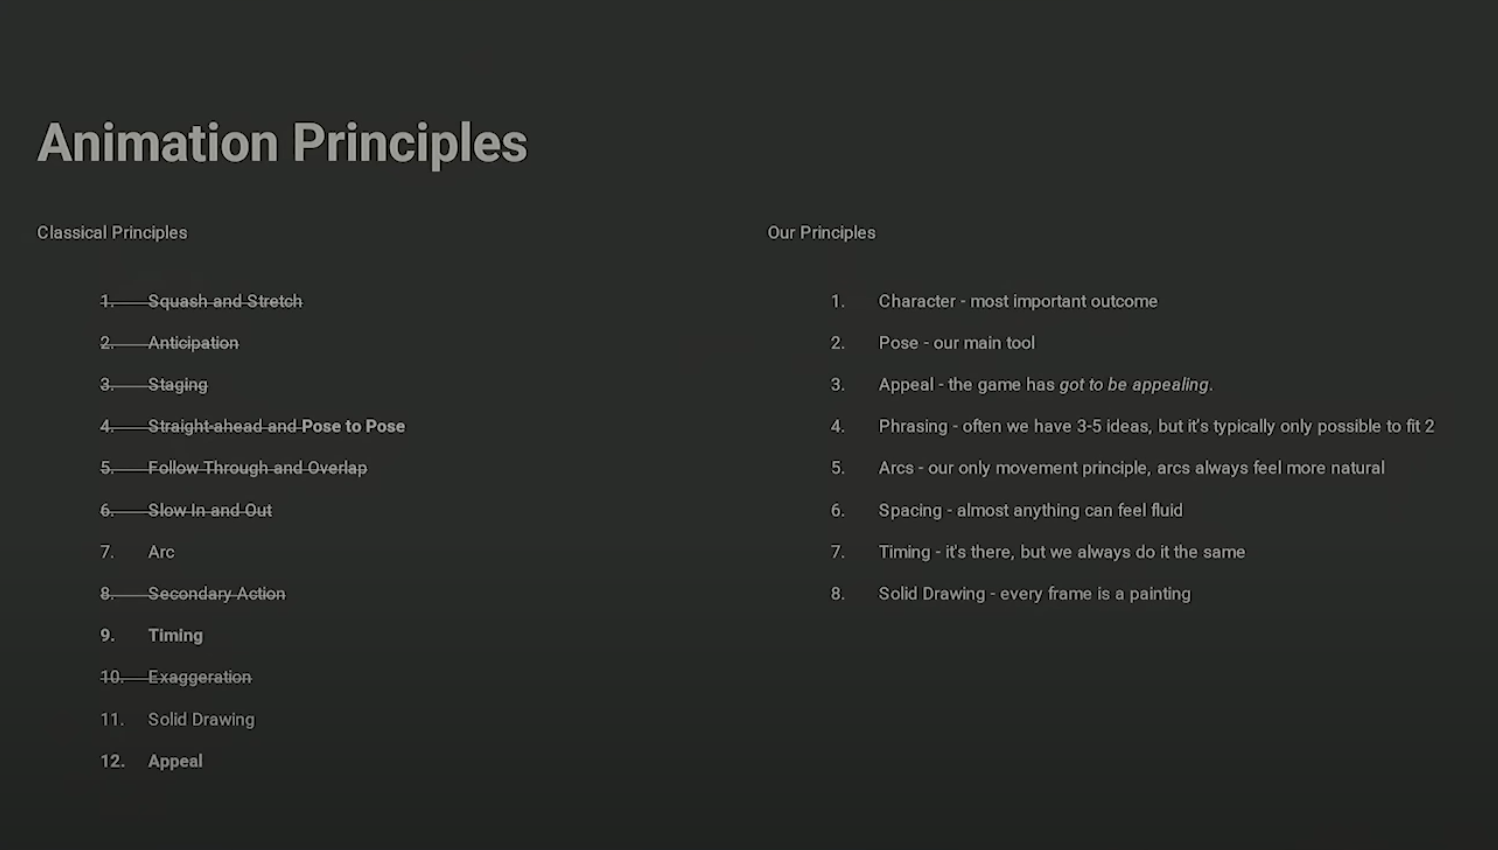 Animation Principles
Classical Principles
1. Squash and Stretch
2. Anticipation
3. Staging
4. Straight-ahead and Pose to Pose
5. Follow Through and Overlap
6. Slow In and Out
7. Arc
8. Secondary Action
9. Timing
10. Exaggeration
11. Solid Drawing
12. Appeal
Our Principles
1. Character - most important outcome
2. Pose - our main tool
3. Appeal - the game has got to be appealing.
4. Phrasing - often we have 3-5 ideas, but it's typically only possible to fit 2
5. Arcs - our only movement principle, arcs always feel more natural
6. Spacing - almost anything can feel fluid
7. Timing - it's there, but we always do it the same
8. Solid Drawing - every frame is a painting